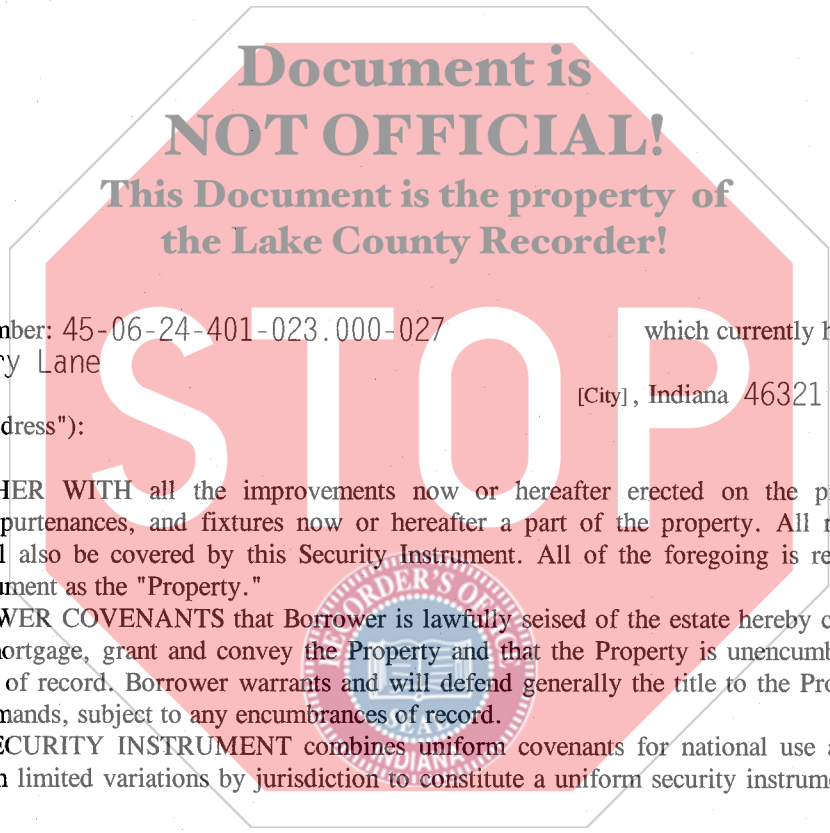 Document is
NOT OFFICIAL!
This Document is the property of
the Lake County Recorder!
STOP
mber: 45-06-24-401-023.000-027 which currently h
ry Lane
[City], Indiana 46321
dress"):
HER WITH all the improvements now or hereafter erected on the p
purtenances, and fixtures now or hereafter a part of the property. All r
l also be covered by this Security Instrument. All of the foregoing is re
ument as the "Property."
WER COVENANTS that Borrower is lawfully seised of the estate hereby c
ortgage, grant and convey the Property and that the Property is unencumb
of record. Borrower warrants and will defend generally the title to the Pro
mands, subject to any encumbrances of record.
ECURITY INSTRUMENT combines uniform covenants for national use a
n limited variations by jurisdiction to constitute a uniform security instrume
RECORDER'S OFFICE
SEAL
INDIANA